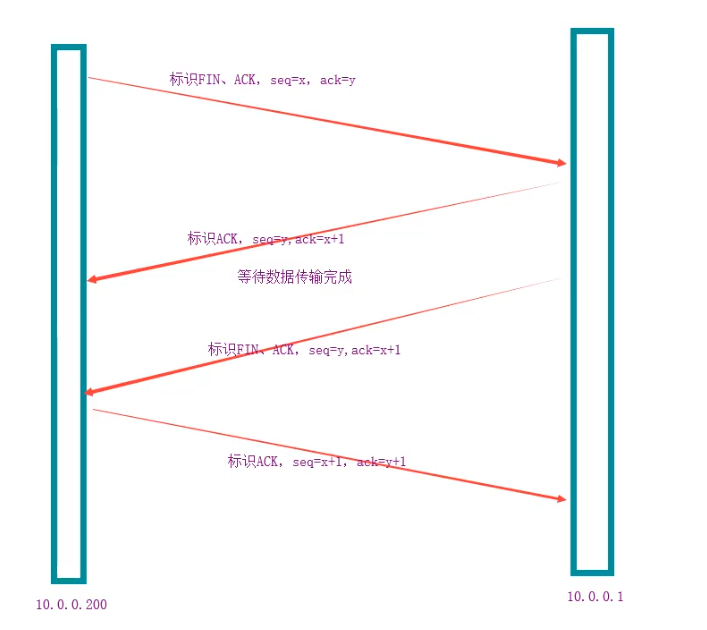 标识FIN、ACK, seq=x, ack=y
标识ACK, seq=y,ack=x+1
等待数据传输完成
标识FIN、ACK, seq=y,ack=x+1
标识ACK, seq=x+1, ack=y+1
10.0.0.200
10.0.0.1